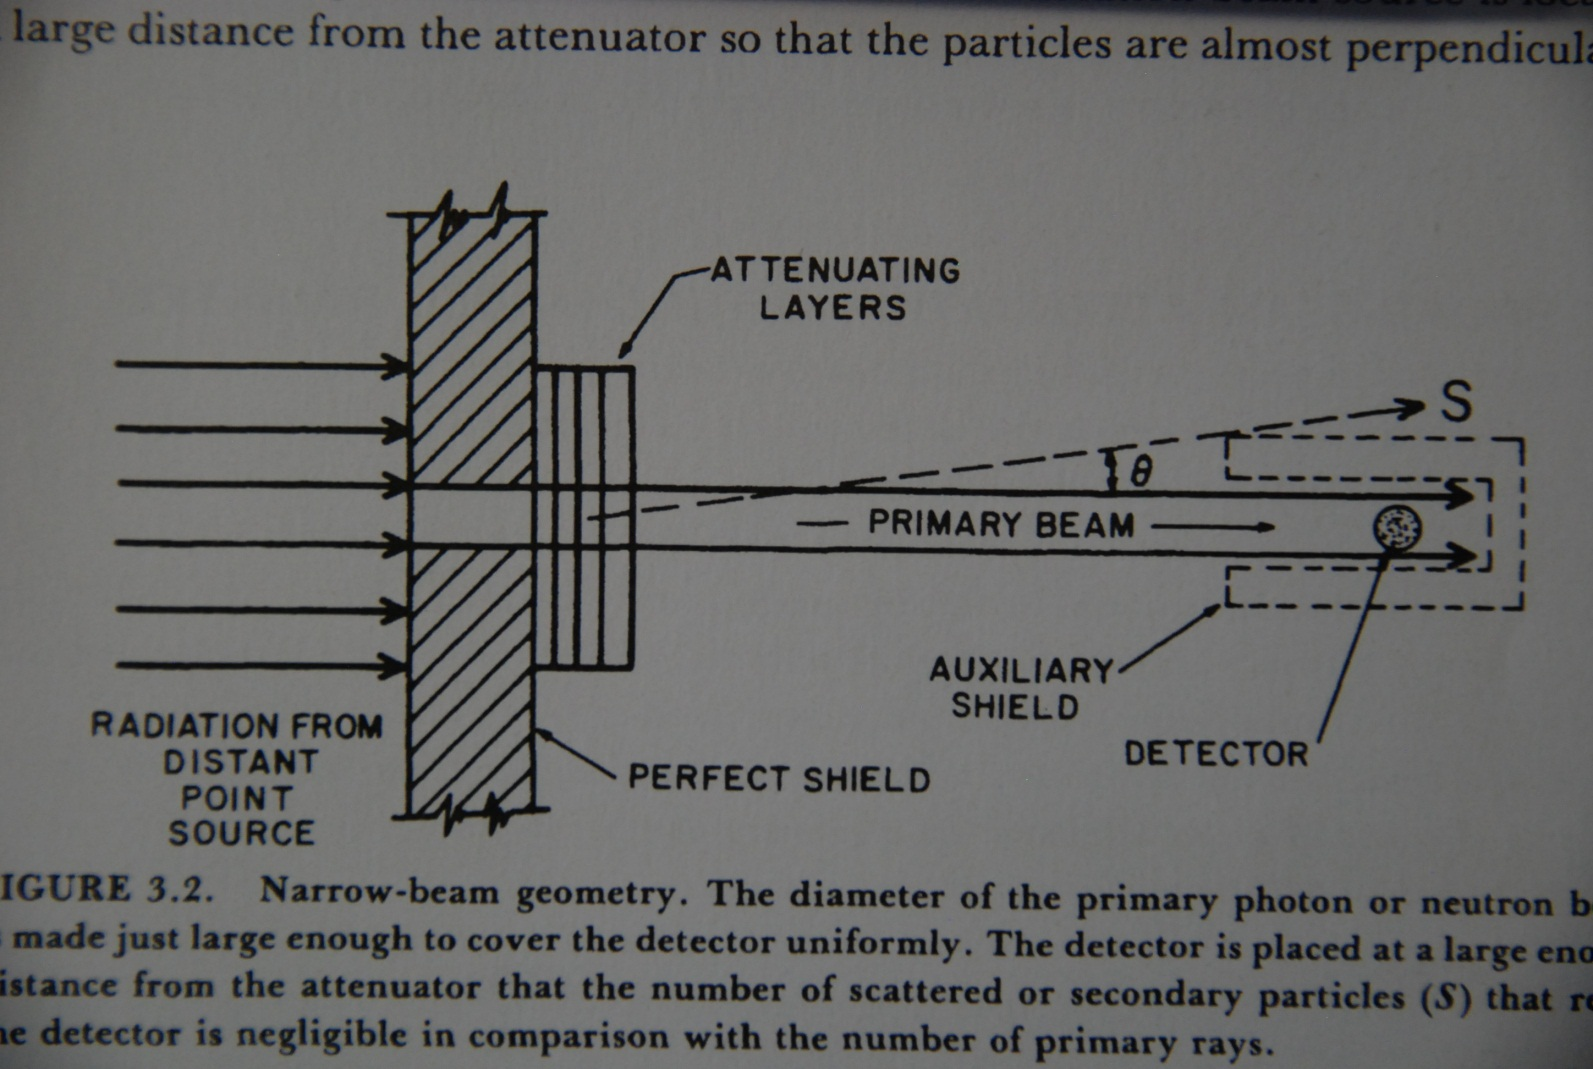 large distance from the attenuator so that the particles are almost
ATTENUATING
LAYERS
S
θ
PRIMARY BEAM
AUXILIARY
SHIELD
DETECTOR
RADIATION FROM
DISTANT
POINT
SOURCE
PERFECT SHIELD
IGURE 3.2. Narrow-beam geometry. The diameter of the primary photon or neutron
made just large enough to cover the detector uniformly. The detector is placed at a large
istance from the attenuator that the number of scattered or secondary particles (S) that
detector is negligible in comparison with the number of primary rays.